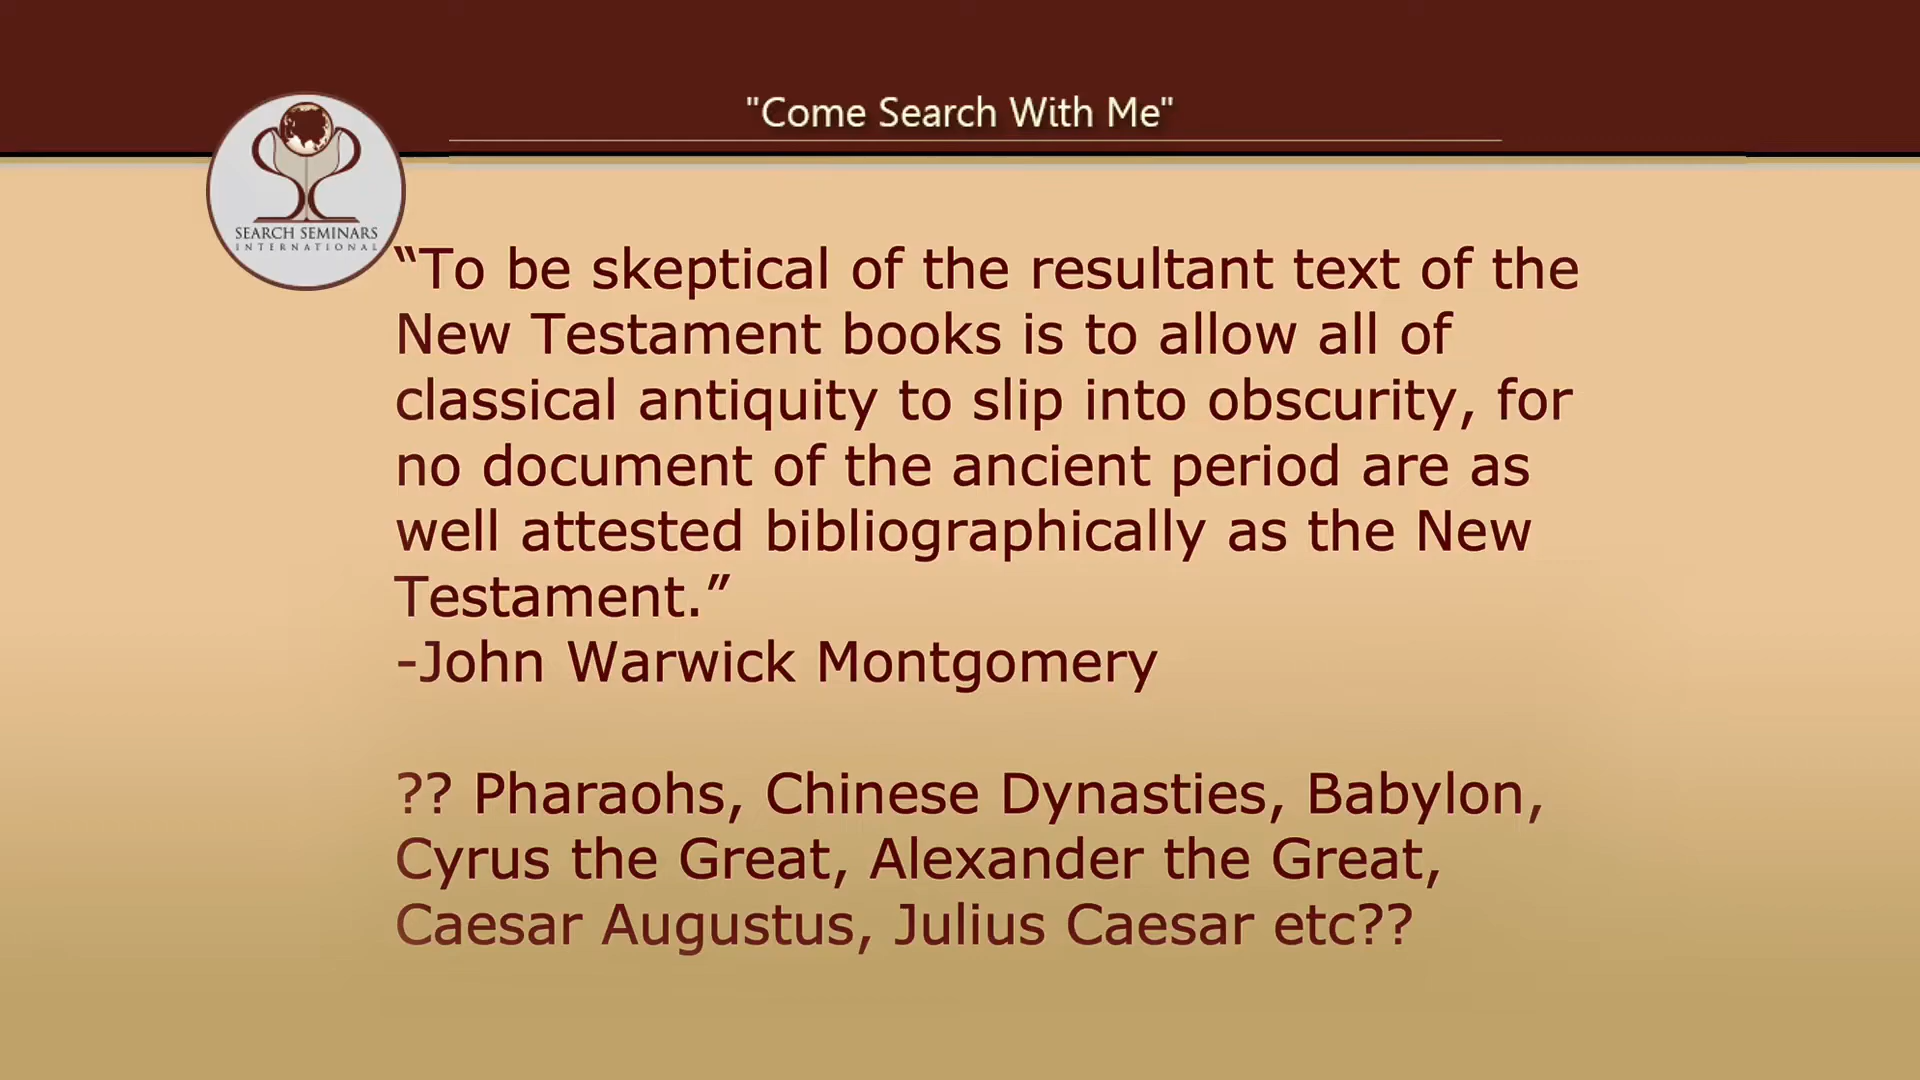 "Come Search With Me"
SEARCH SEMINARS
INTERNATIONAL
“To be skeptical of the resultant text of the
New Testament books is to allow all of
classical antiquity to slip into obscurity, for
no document of the ancient period are as
well attested bibliographically as the New
Testament.”
-John Warwick Montgomery
?? Pharaohs, Chinese Dynasties, Babylon,
Cyrus the Great, Alexander the Great,
Caesar Augustus, Julius Caesar etc??